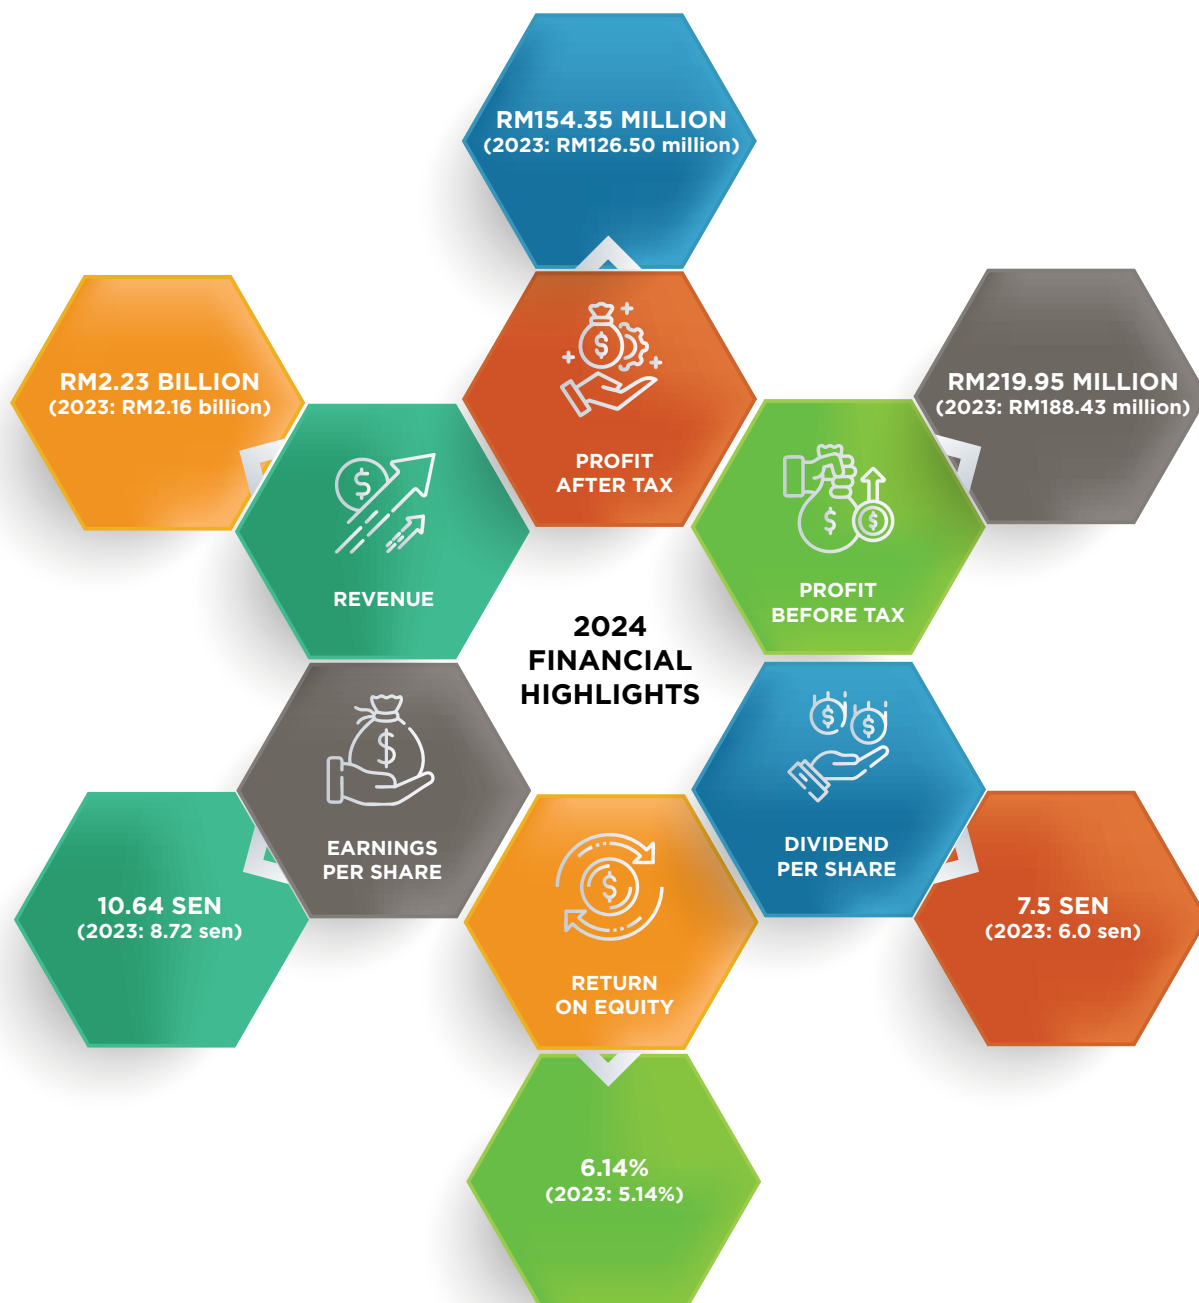 RM154.35 MILLION
(2023: RM126.50 million)
PROFIT
AFTER TAX
RM2.23 BILLION
(2023: RM2.16 billion)
REVENUE
RM219.95 MILLION
(2023: RM188.43 million)
PROFIT
BEFORE TAX
2024
FINANCIAL
HIGHLIGHTS
EARNINGS
PER SHARE
10.64 SEN
(2023: 8.72 sen)
DIVIDEND
PER SHARE
7.5 SEN
(2023: 6.0 sen)
RETURN
ON EQUITY
6.14%
(2023: 5.14%)